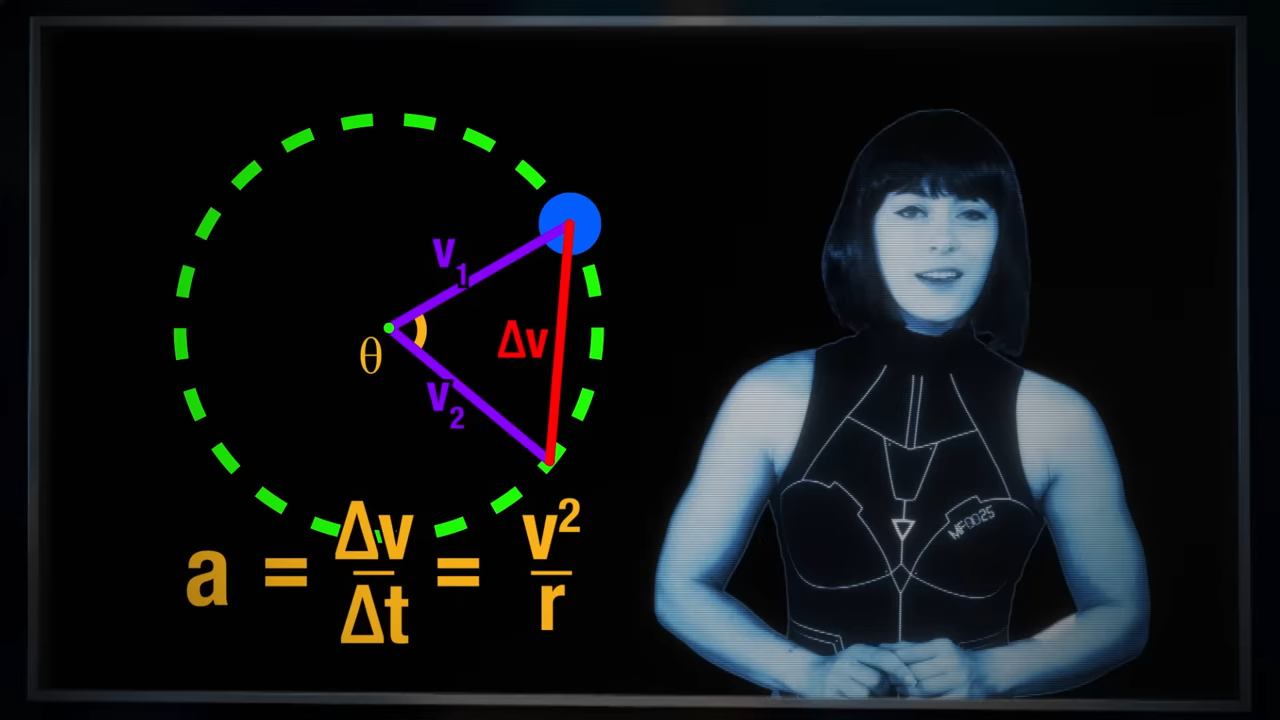 v₁
θ
Δv
v₂
MF0025
a = Δv/Δt = v²/r